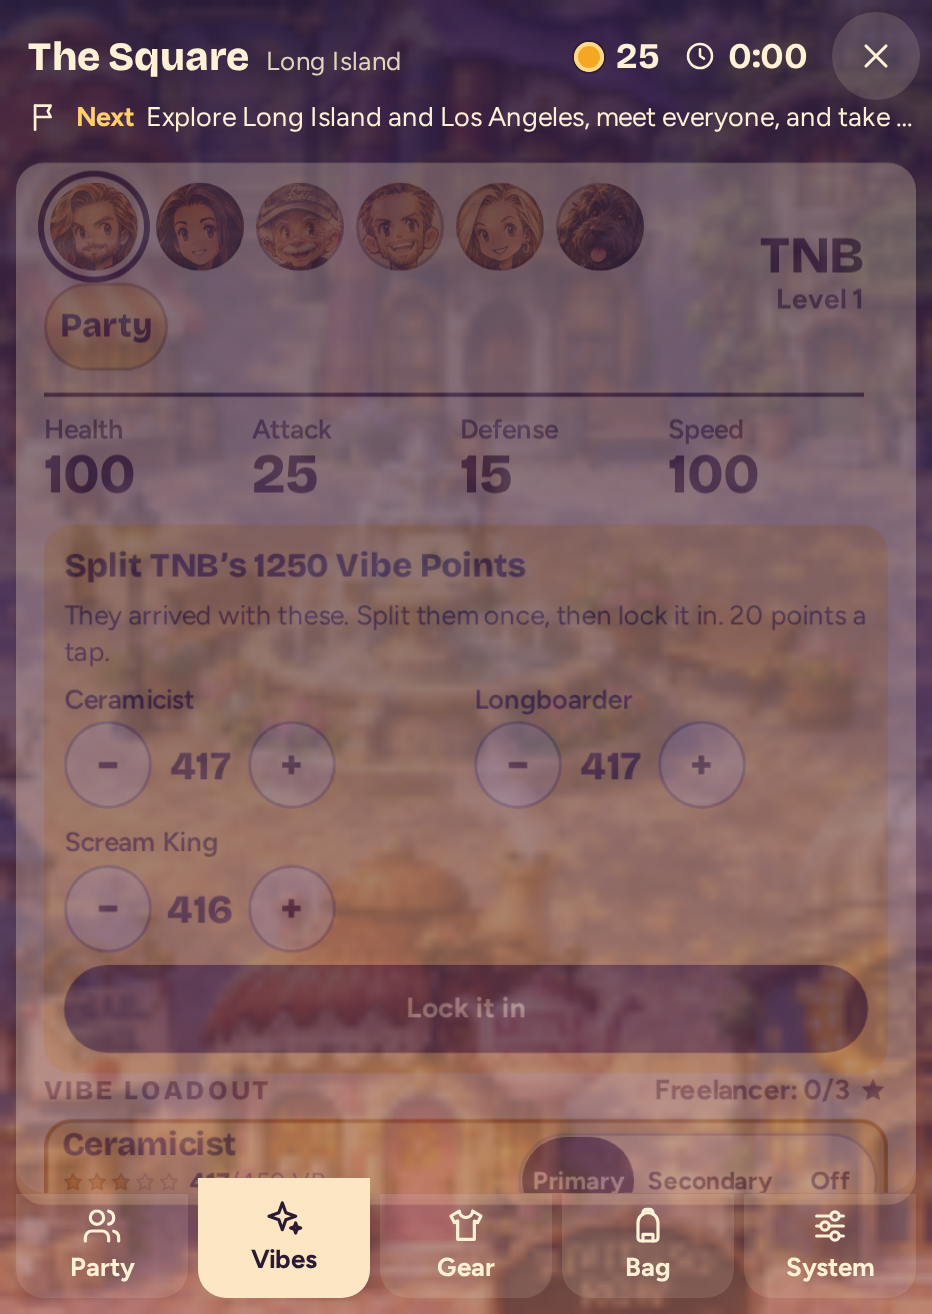 The Square Long Island 25 0:00
Next Explore Long Island and Los Angeles, meet everyone, and take ...
TNB
Level 1
Party
Health Attack Defense Speed
100 25 15 100
Split TNB's 1250 Vibe Points
They arrived with these. Split them once, then lock it in. 20 points a
tap.
Ceramicist Longboarder
− 417 + − 417 +
Scream King
− 416 +
Lock it in
VIBE LOADOUT Freelancer: 0/3 ★
Ceramicist
Primary Secondary Off
Party Vibes Gear Bag System